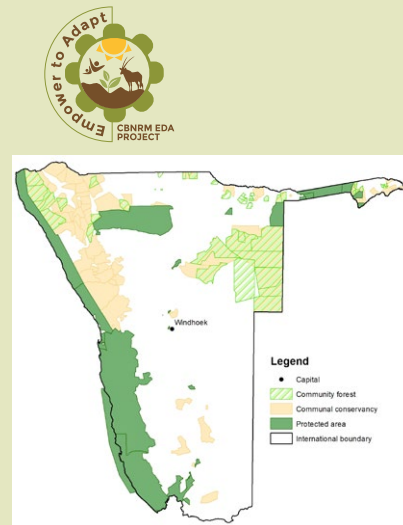 Empower to Adapt
CBNRM EDA
PROJECT
Windhoek
Legend
Capital
Community forest
Communal conservancy
Protected area
International boundary